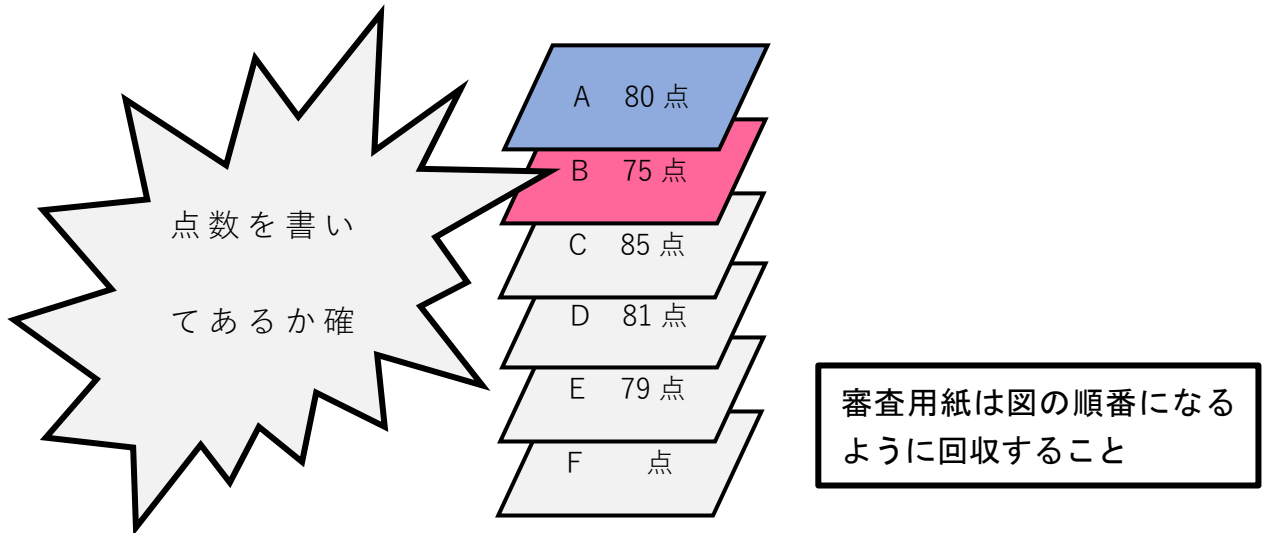 点数を書い
てあるか確
A 80点
B 75点
C 85点
D 81点
E 79点
F 点
審査用紙は図の順番になる
ように回収すること